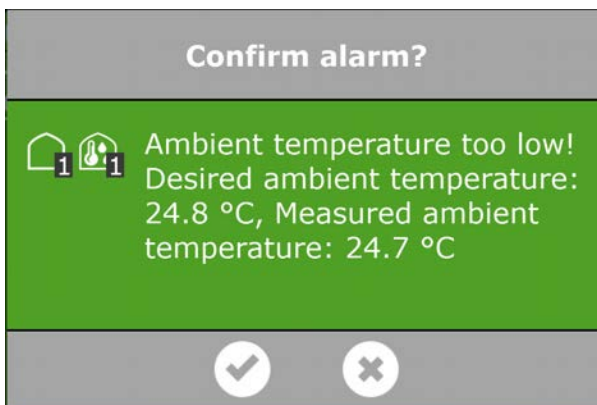 Confirm alarm?
Ambient temperature too low!
Desired ambient temperature:
24.8 °C, Measured ambient
temperature: 24.7 °C
1 1